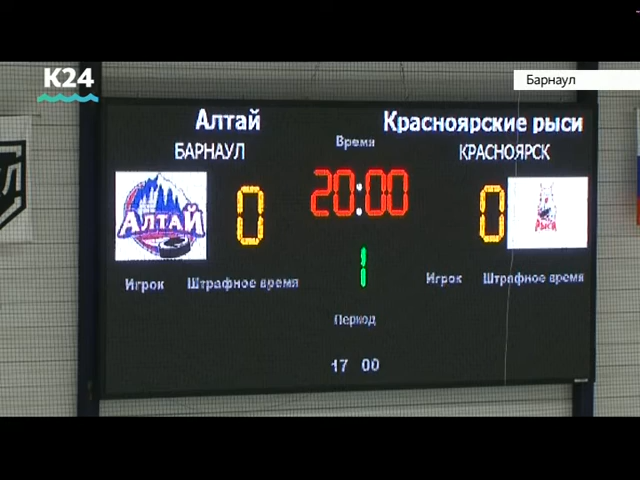 K24
Барнаул
Алтай
Красноярские рыси
БАРНАУЛ
Время
КРАСНОЯРСК
АЛТАЙ
0
20:00
0
РЫСИ
1
Игрок
Штрафное время
Игрок
Штрафное время
Период
17 00